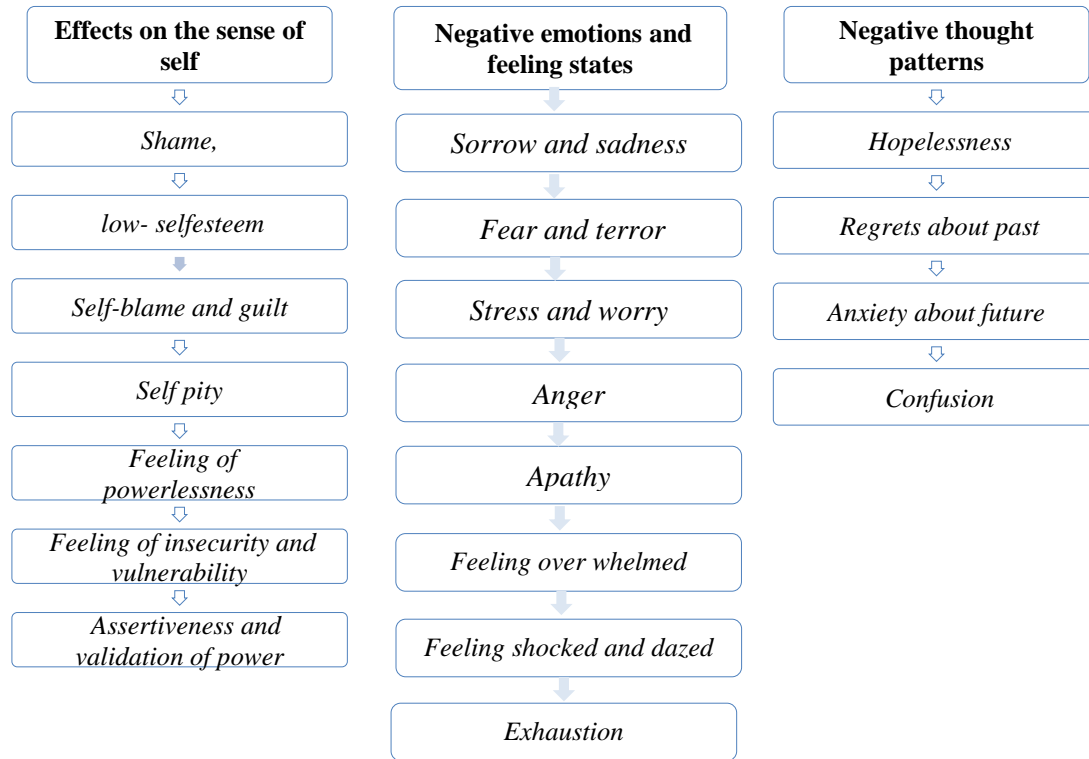 Effects on the sense of
self
Shame,
low- selfesteem
Self-blame and guilt
Self pity
Feeling of
powerlessness
Feeling of insecurity and
vulnerability
Assertiveness and
validation of power
Negative emotions and
feeling states
Sorrow and sadness
Fear and terror
Stress and worry
Anger
Apathy
Feeling over whelmed
Feeling shocked and dazed
Exhaustion
Negative thought
patterns
Hopelessness
Regrets about past
Anxiety about future
Confusion